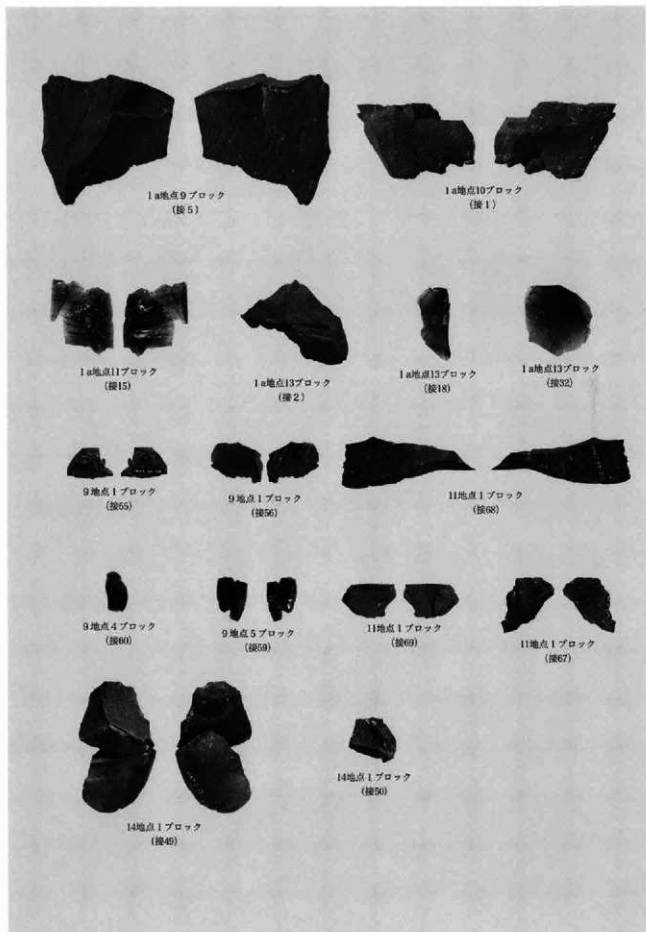 1a地点9ブロック
(接5)
1a地点10ブロック
(接1)
1a地点11ブロック
(接15)
1a地点13ブロック
(接2)
1a地点13ブロック
(接18)
1a地点13ブロック
(接32)
9地点1ブロック
(接55)
9地点1ブロック
(接56)
11地点1ブロック
(接68)
9地点4ブロック
(接60)
9地点5ブロック
(接59)
11地点1ブロック
(接69)
11地点1ブロック
(接67)
14地点1ブロック
(接49)
14地点1ブロック
(接50)